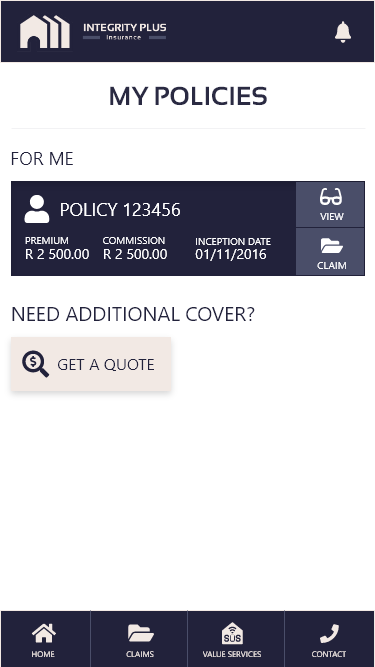 INTEGRITY PLUS
Insurance
MY POLICIES
FOR ME
POLICY 123456
VIEW
PREMIUM COMMISSION INCEPTION DATE
R 2 500.00 R 2 500.00 01/11/2016
CLAIM
NEED ADDITIONAL COVER?
$ GET A QUOTE
SOS
HOME CLAIMS VALUE SERVICES CONTACT